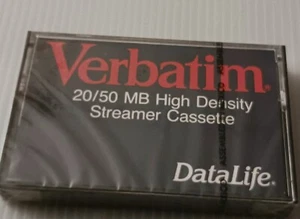 Verbatim®
20/50 MB High Density
Streamer Cassette
DataLife®